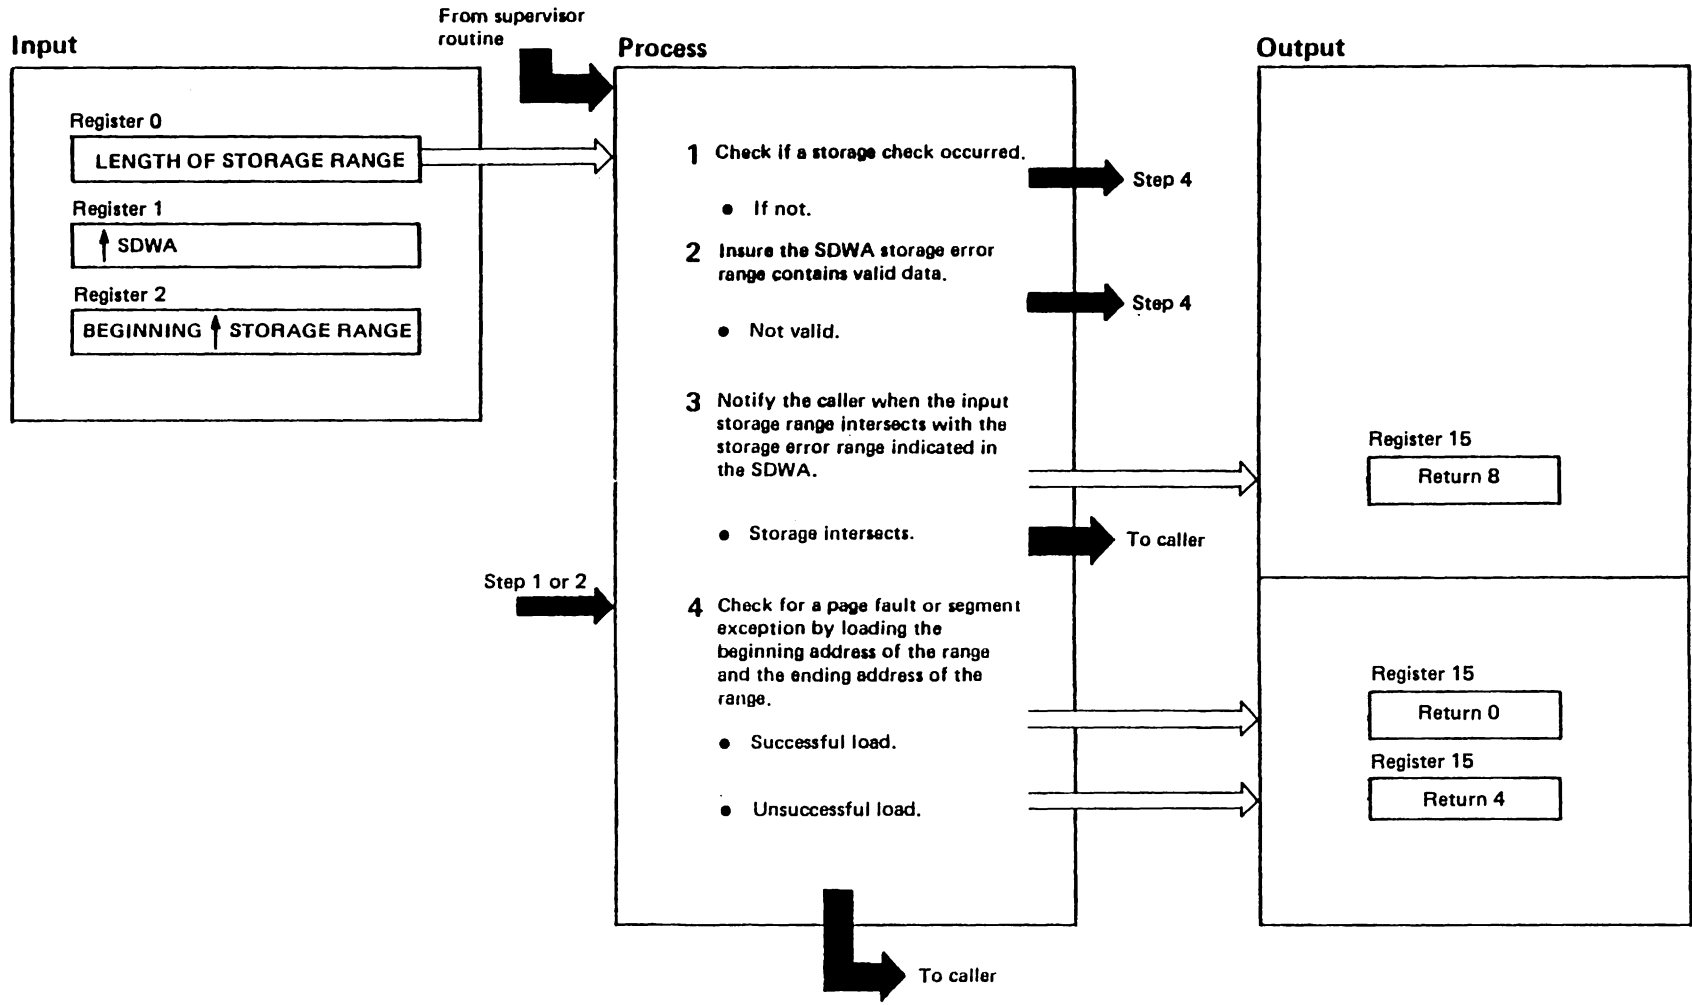 From supervisor
routine
Input
Process
Output
Register 0
LENGTH OF STORAGE RANGE
Register 1
SDWA
Register 2
BEGINNING ↑ STORAGE RANGE
1 Check if a storage check occurred.
Step 4
• If not.
2 Insure the SDWA storage error
range contains valid data.
Step 4
• Not valid.
3 Notify the caller when the input
storage range intersects with the
storage error range indicated in
the SDWA.
Register 15
Return 8
• Storage intersects.
To caller
Step 1 or 2
4 Check for a page fault or segment
exception by loading the
beginning address of the range
and the ending address of the
range.
Register 15
Return 0
• Successful load.
Register 15
Return 4
• Unsuccessful load.
To caller